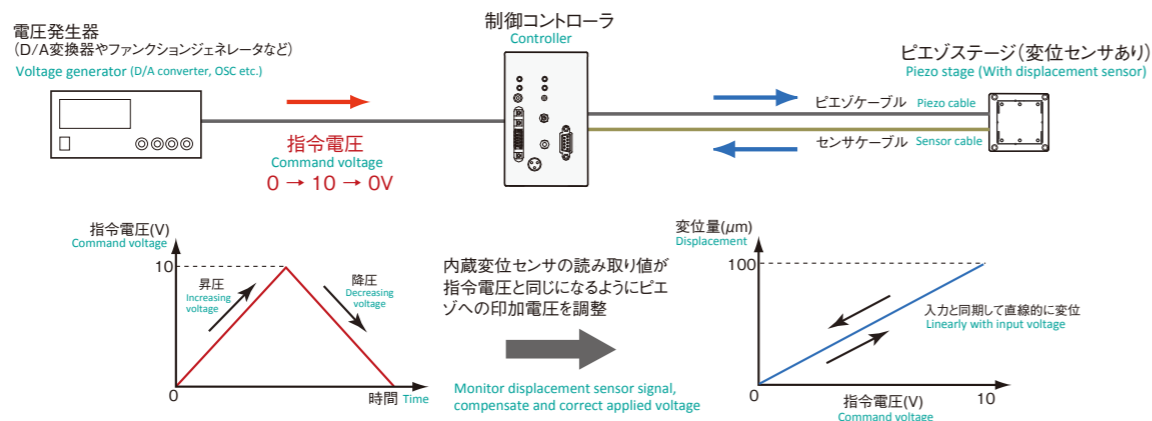 電圧発生器
(D/A変換器やファンクションジェネレータなど)
Voltage generator (D/A converter, OSC etc.)
制御コントローラ
Controller
ピエゾステージ(変位センサあり)
Piezo stage (With displacement sensor)
ピエゾケーブル Piezo cable
センサケーブル Sensor cable
指令電圧
Command voltage
0 → 10 → 0V
指令電圧(V)
Command voltage
10
昇圧
Increasing
voltage
降圧
Decreasing
voltage
0
時間 Time
内蔵変位センサの読み取り値が
指令電圧と同じになるようにピエ
ゾへの印加電圧を調整
Monitor displacement sensor signal,
compensate and correct applied voltage
変位量(μm)
Displacement
100
入力と同期して直線的に変位
Linearly with input voltage
0
指令電圧(V)
10
Command voltage